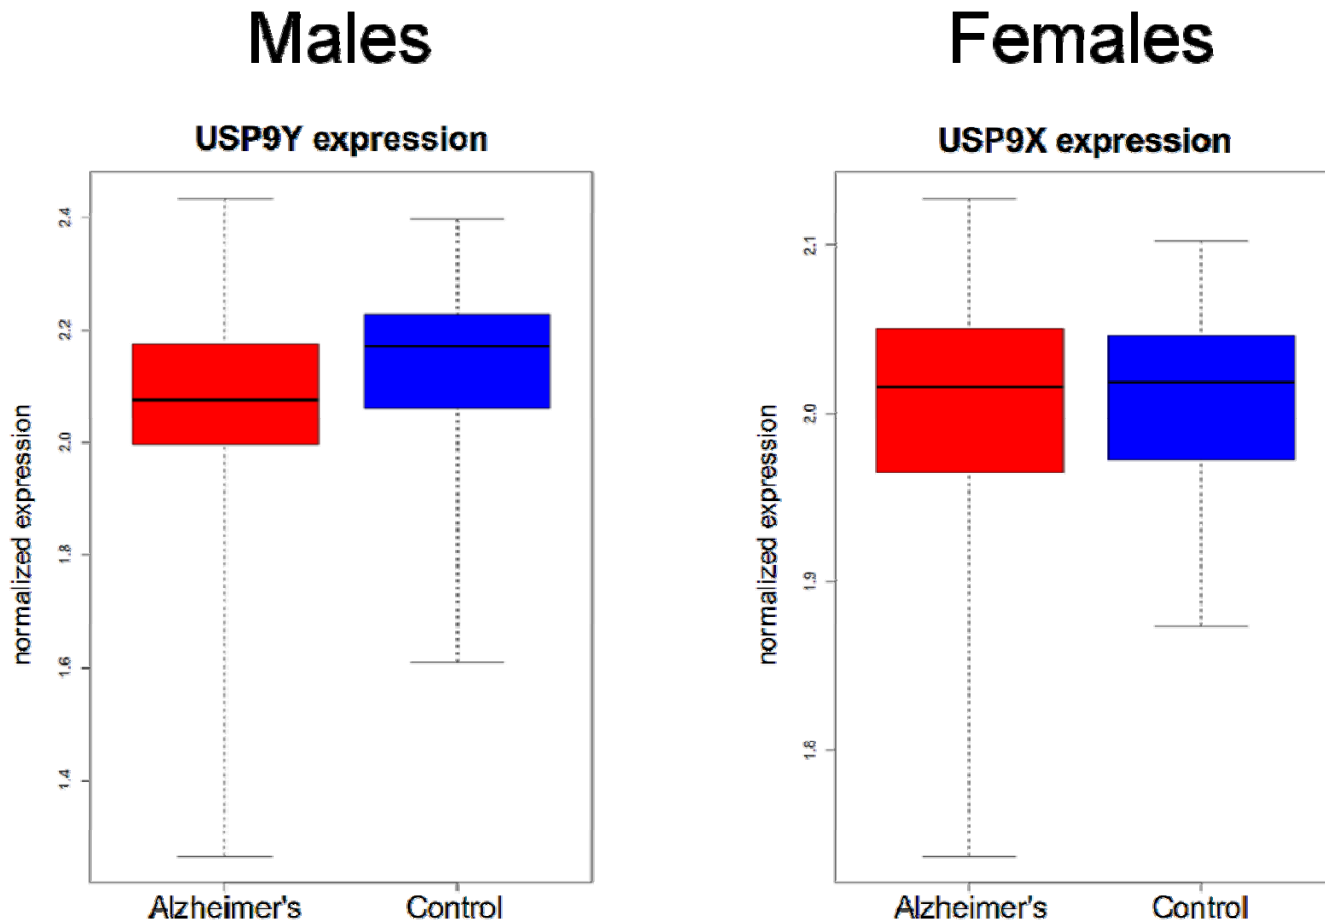 Males
USP9Y expression
normalized expression
2.4
2.2
2.0
1.8
1.6
1.4
Alzheimer's
Control
Females
USP9X expression
normalized expression
2.1
2.0
1.9
1.8
Alzheimer's
Control